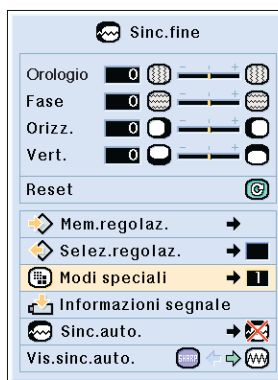 Sinc.fine
Orologio 0
Fase 0
Orizz. 0
Vert. 0
Reset
Mem.regolaz.
Selez.regolaz.
Modi speciali 1
Informazioni segnale
Sinc.auto.
Vis.sinc.auto. SHARP